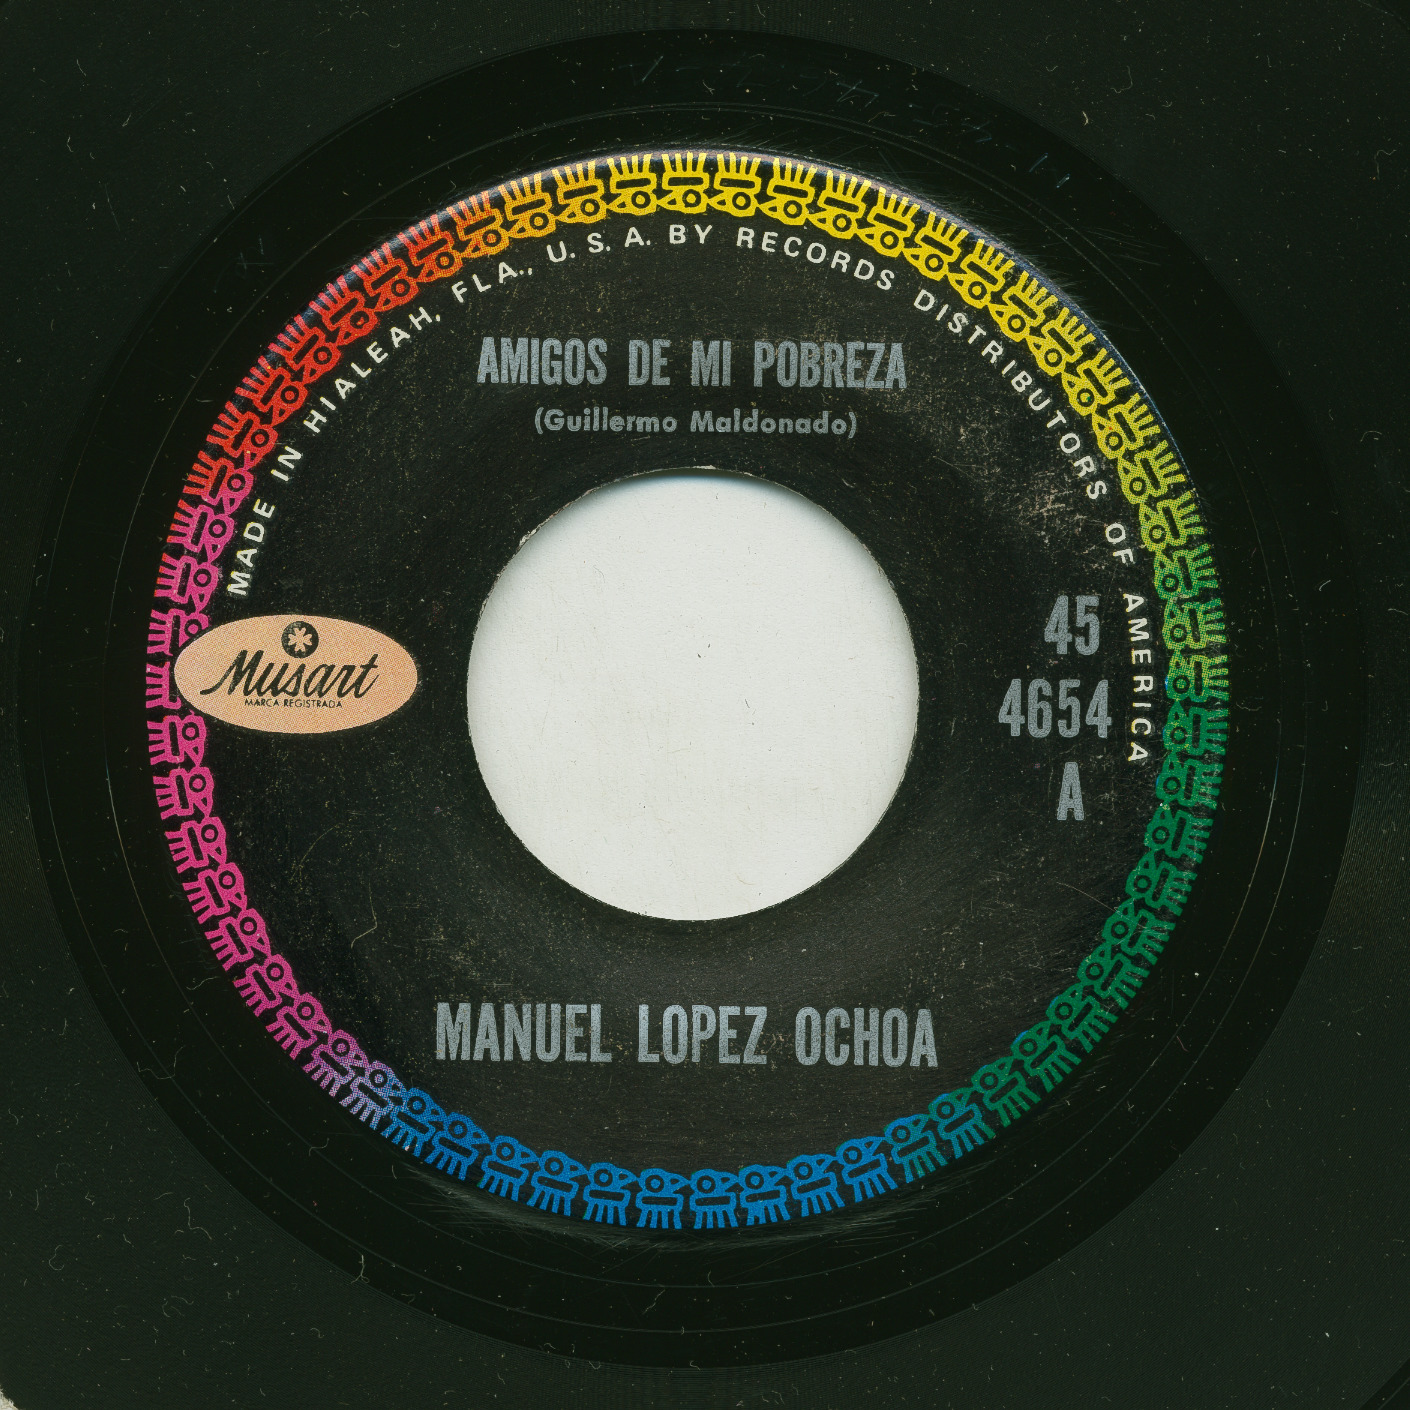 MADE IN HIALEAH, FLA., U.S.A. BY RECORDS DISTRIBUTORS OF AMERICA
AMIGOS DE MI POBREZA
(Guillermo Maldonado)
Musart
MARCA REGISTRADA
45
4654
A
MANUEL LOPEZ OCHOA